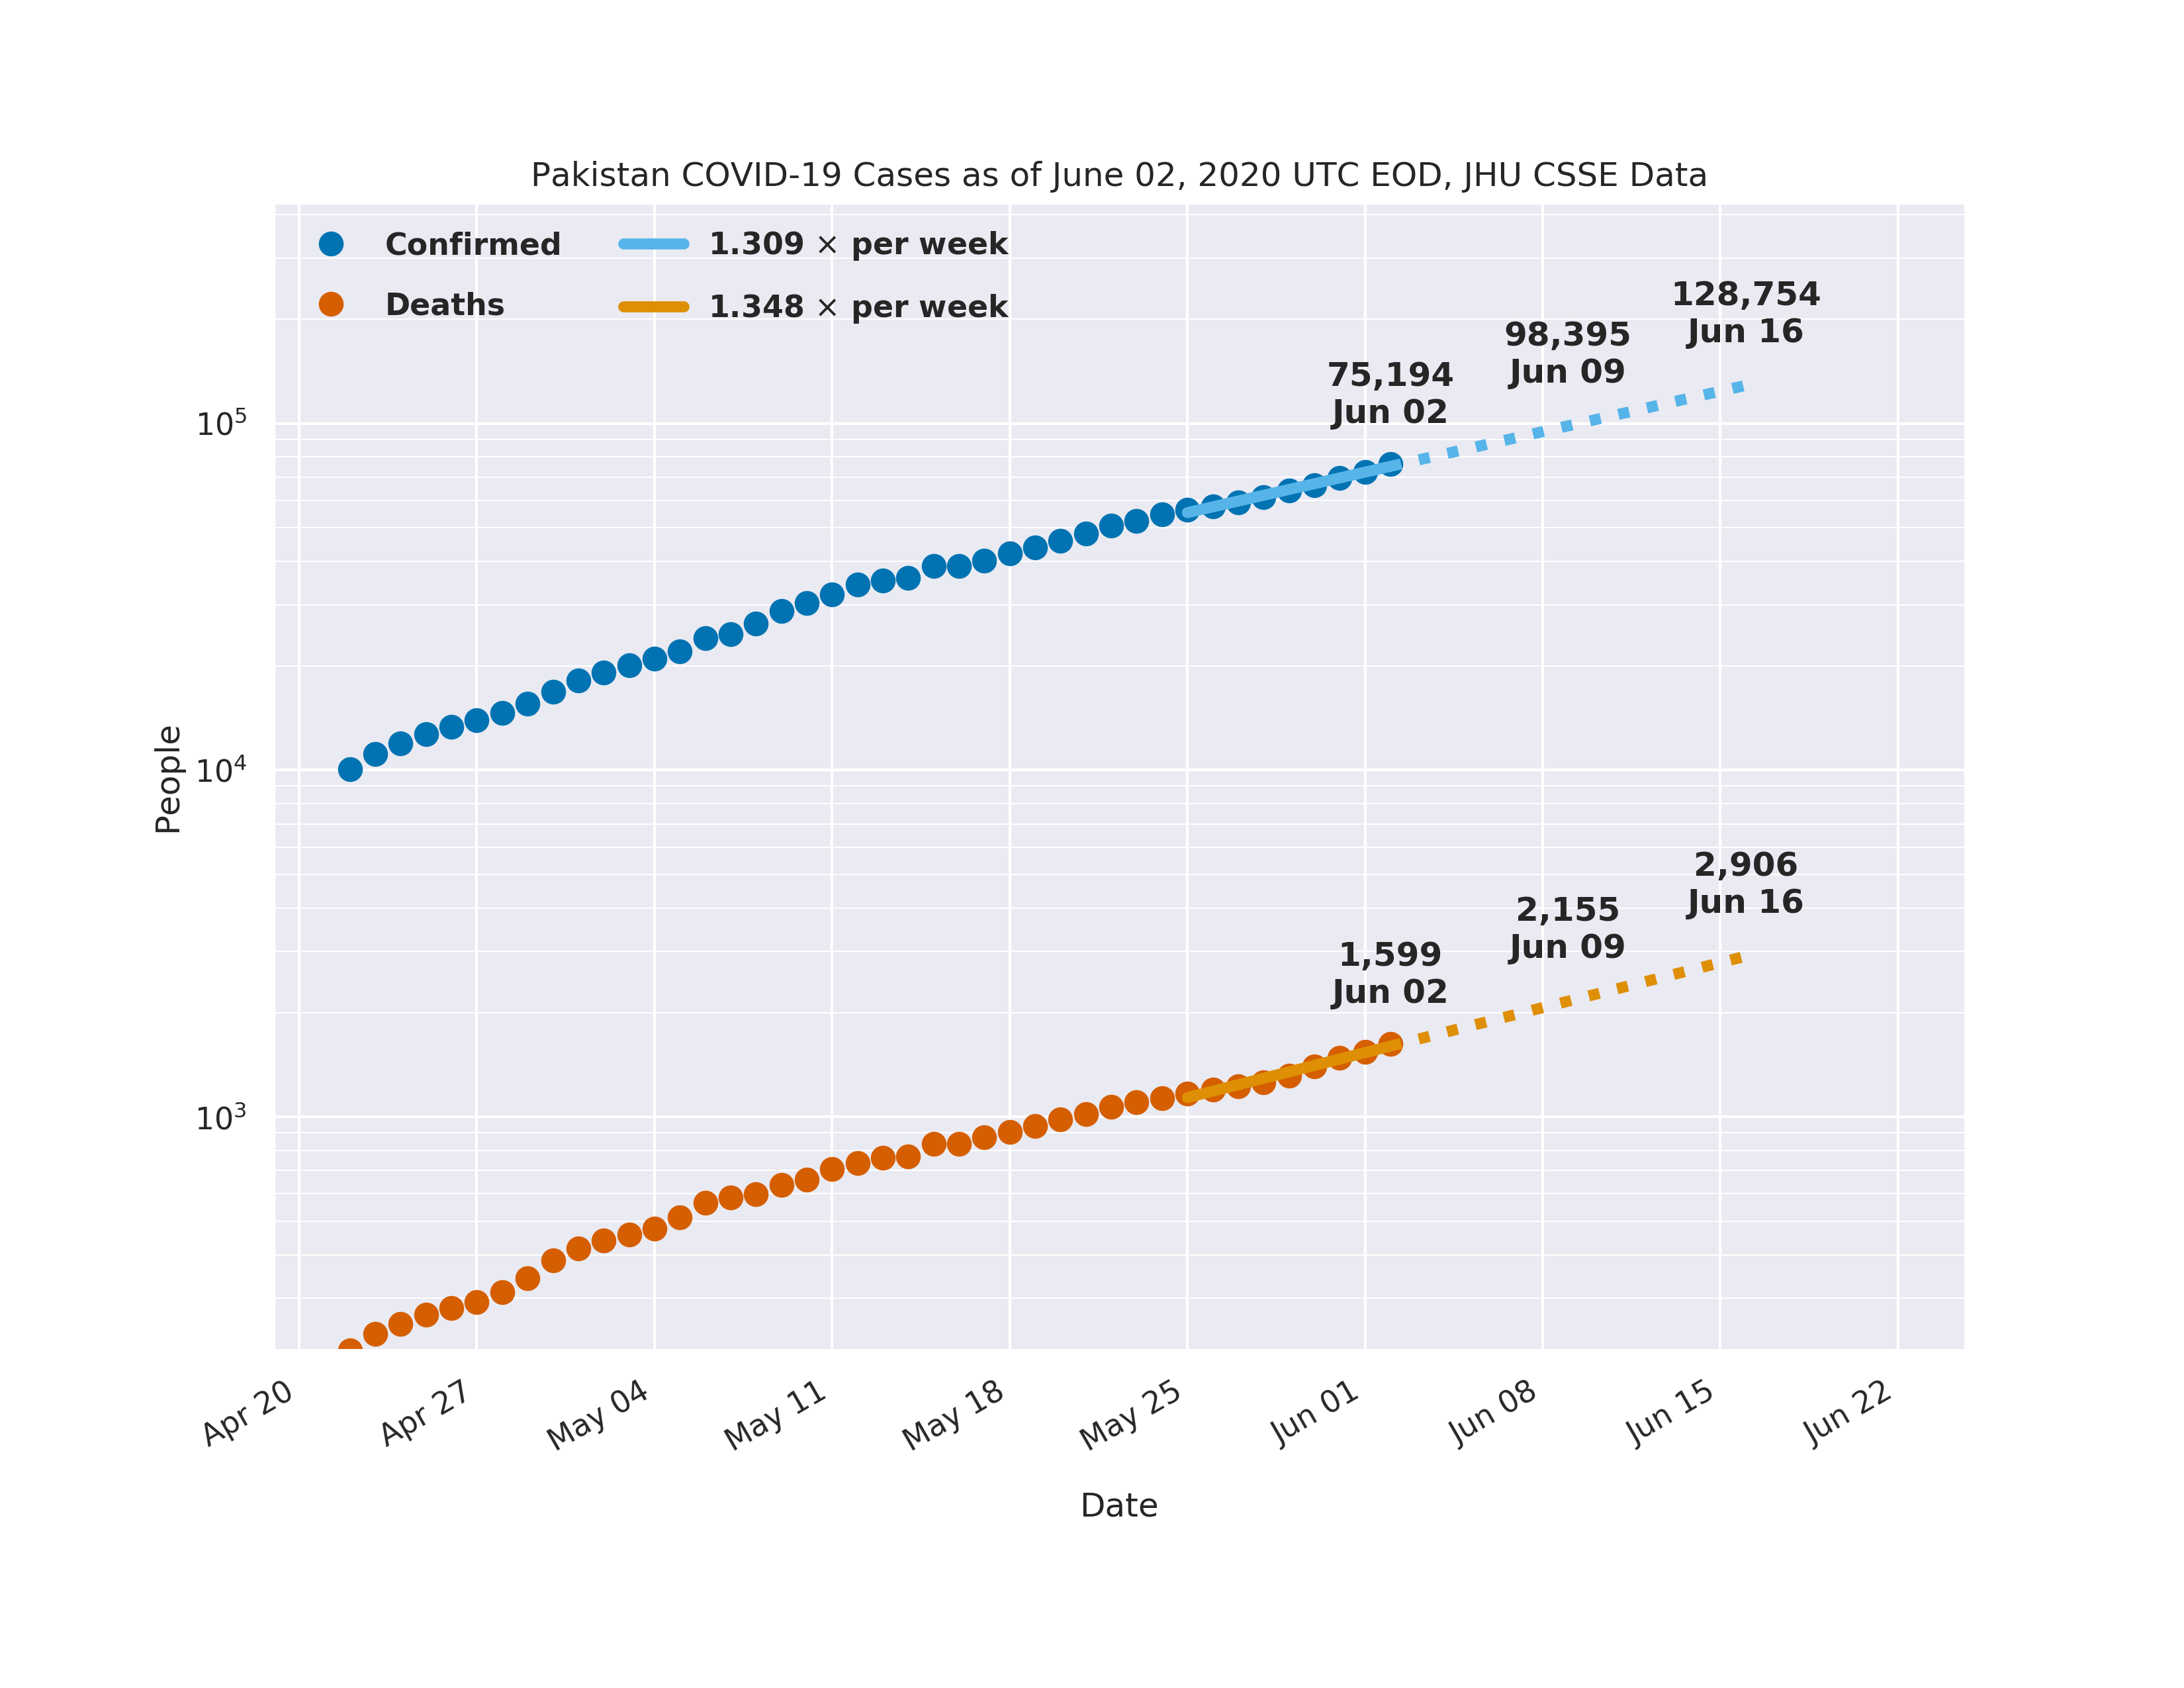 Pakistan COVID-19 Cases as of June 02, 2020 UTC EOD, JHU CSSE Data
Confirmed
Deaths
1.309 × per week
1.348 × per week
128,754
Jun 16
98,395
Jun 09
75,194
Jun 02
2,906
Jun 16
2,155
Jun 09
1,599
Jun 02
People
10⁵
10⁴
10³
Apr 20
Apr 27
May 04
May 11
May 18
May 25
Jun 01
Jun 08
Jun 15
Jun 22
Date